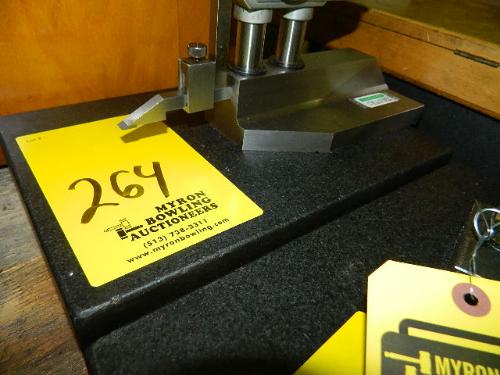 264
MYRON
BOWLING
AUCTIONEERS
(513) 738-3311
www.myronbowling.com
MYRON